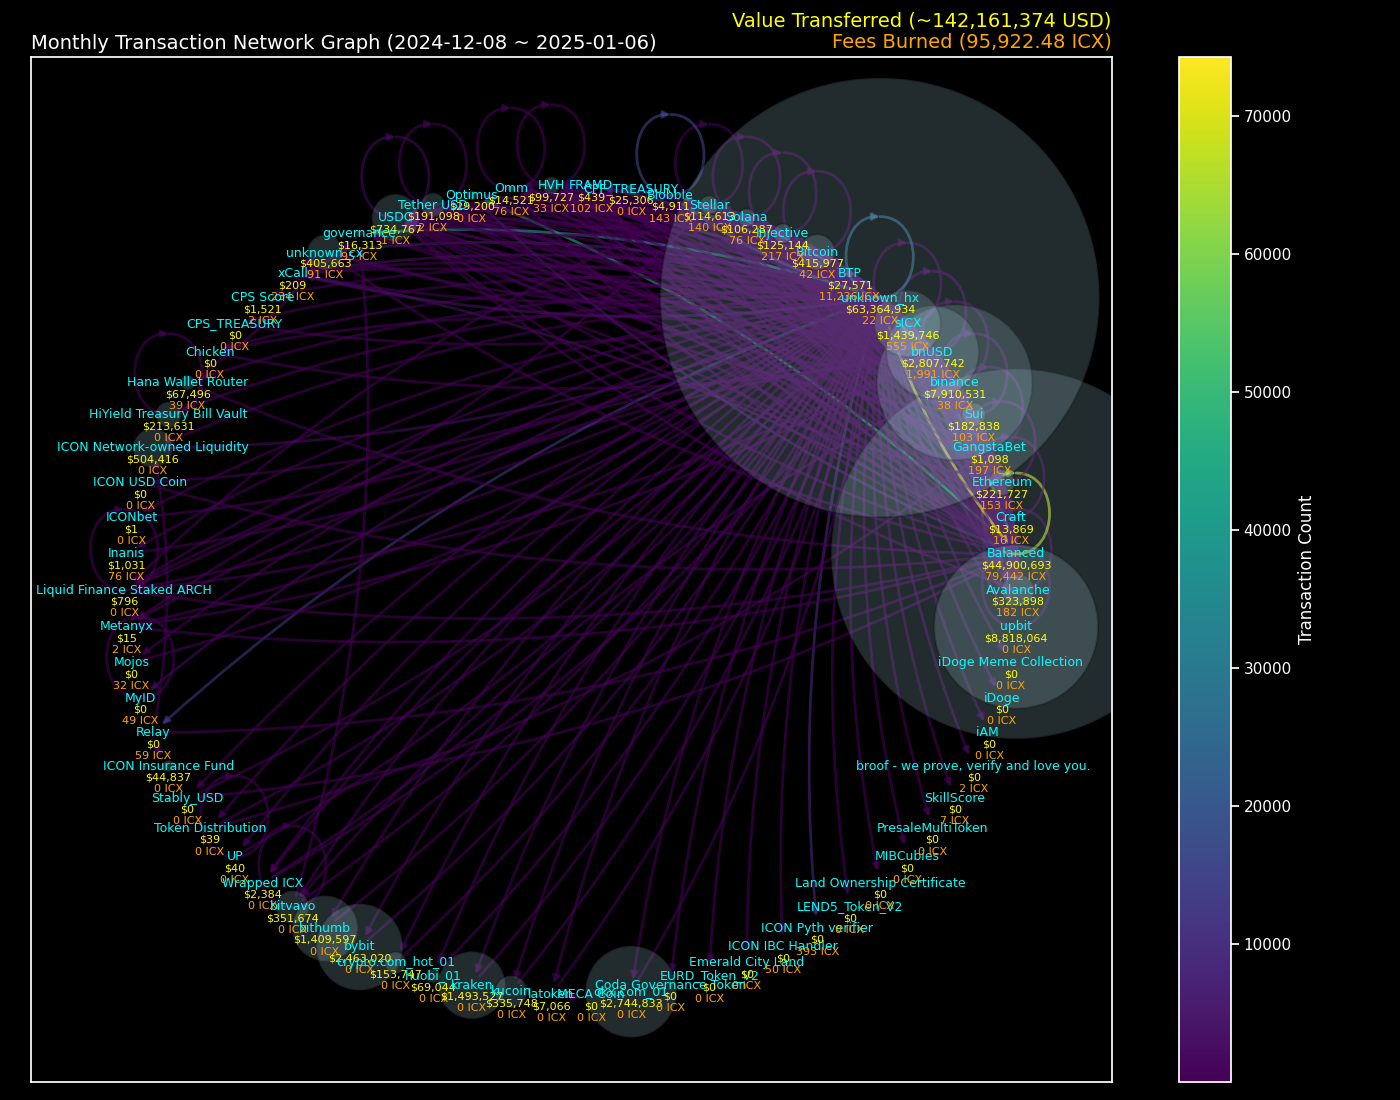 Value Transferred (~142,161,374 USD)
Monthly Transaction Network Graph (2024-12-08 ~ 2025-01-06)
Fees Burned (95,922.48 ICX)
Omm
$14,521
76 ICX
HVH
$99,727
33 ICX
FRAMD
$439
102 ICX
CPF_TREASURY
$25,306
0 ICX
Blobble
$4,911
143 ICX
Stellar
$114,613
140 ICX
Solana
$106,287
76 ICX
Injective
$125,144
217 ICX
Bitcoin
$415,977
42 ICX
BTP
$27,571
unknown_hx
$63,364,934
22 ICX
sICX
$1,439,746
555 ICX
bnUSD
$2,807,742
1,991 ICX
binance
$7,910,531
38 ICX
Sui
$182,838
103 ICX
GangstaBet
$1,098
197 ICX
Ethereum
$221,727
153 ICX
Craft
$13,869
Balanced
$44,900,693
79,442 ICX
Avalanche
$323,898
182 ICX
upbit
$8,818,064
0 ICX
iDoge Meme Collection
$0
0 ICX
iDoge
$0
0 ICX
iAM
$0
0 ICX
broof - we prove, verify and love you.
$0
2 ICX
SkillScore
$0
7 ICX
PresaleMultiToken
$0
0 ICX
MIBCubies
$0
0 ICX
Land Ownership Certificate
$0
0 ICX
LEND5_Token_V2
$0
0 ICX
ICON Pyth verifier
$0
395 ICX
ICON IBC Handler
$0
50 ICX
Emerald City Land
$0
0 ICX
EURD_Token_V2
$0
0 ICX
Coda Governance Token
$0
0 ICX
okx.com_01
$2,744,833
0 ICX
MECA Coin
$0
0 ICX
latoken
$7,066
0 ICX
kucoin
$335,748
0 ICX
kraken
$1,493,527
0 ICX
huobi_01
$69,044
0 ICX
crypto.com_hot_01
$153,747
0 ICX
bybit
$2,463,020
0 ICX
bithumb
$1,409,597
0 ICX
bitvavo
$351,674
0 ICX
Wrapped ICX
$2,384
0 ICX
UP
$40
0 ICX
Token Distribution
$39
0 ICX
Stably_USD
$0
0 ICX
ICON Insurance Fund
$44,837
0 ICX
Relay
$0
59 ICX
MyID
$0
49 ICX
Mojos
$0
32 ICX
Metanyx
$15
2 ICX
Liquid Finance Staked ARCH
$796
0 ICX
Inanis
$1,031
76 ICX
ICONbet
$1
0 ICX
ICON USD Coin
$0
0 ICX
ICON Network-owned Liquidity
$504,416
0 ICX
HiYield Treasury Bill Vault
$213,631
0 ICX
Hana Wallet Router
$67,496
39 ICX
Chicken
$0
0 ICX
CPS_TREASURY
$0
0 ICX
CPS Score
$1,521
2 ICX
xCall
$209
unknown_cx
$405,663
91 ICX
governance
$16,313
95 ICX
USDC
$734,767
1 ICX
Tether USD
$191,098
2 ICX
Optimus
$29,200
0 ICX
70000
60000
50000
40000
30000
20000
10000
Transaction Count